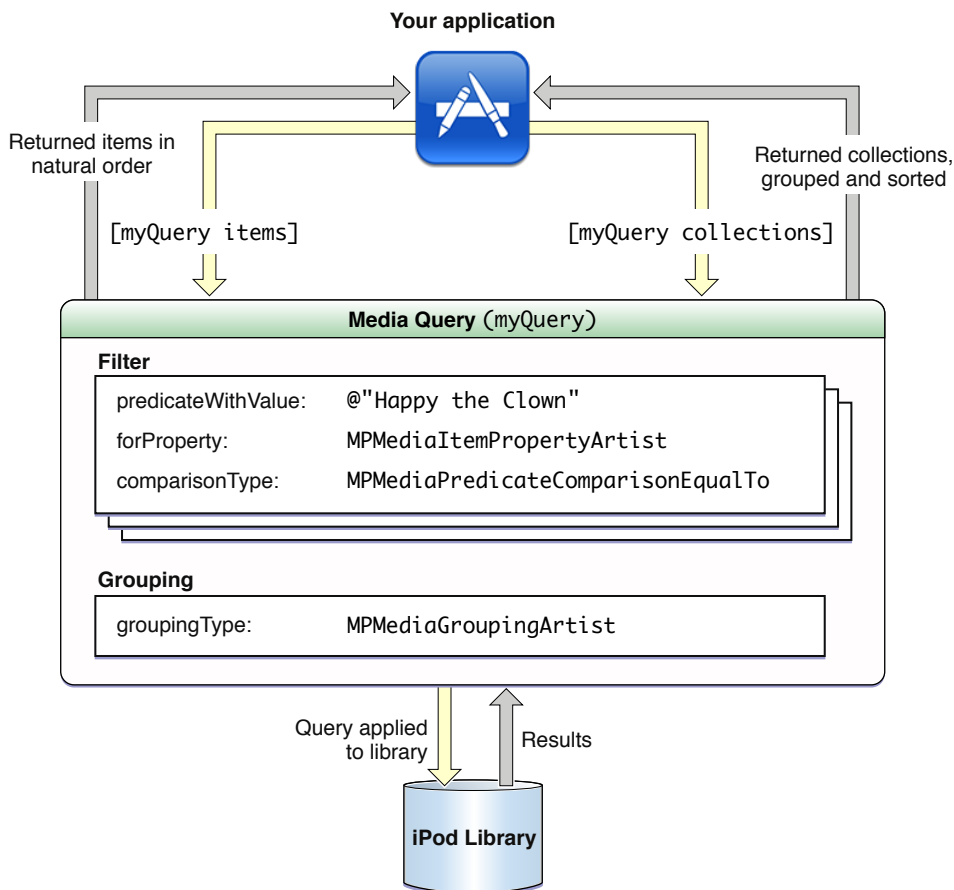 Your application
Returned items in
natural order
Returned collections,
grouped and sorted
[myQuery items]
[myQuery collections]
Media Query (myQuery)
Filter
predicateWithValue: @"Happy the Clown"
forProperty: MPMediaItemPropertyArtist
comparisonType: MPMediaPredicateComparisonEqualTo
Grouping
groupingType: MPMediaGroupingArtist
Query applied
to library
Results
iPod Library